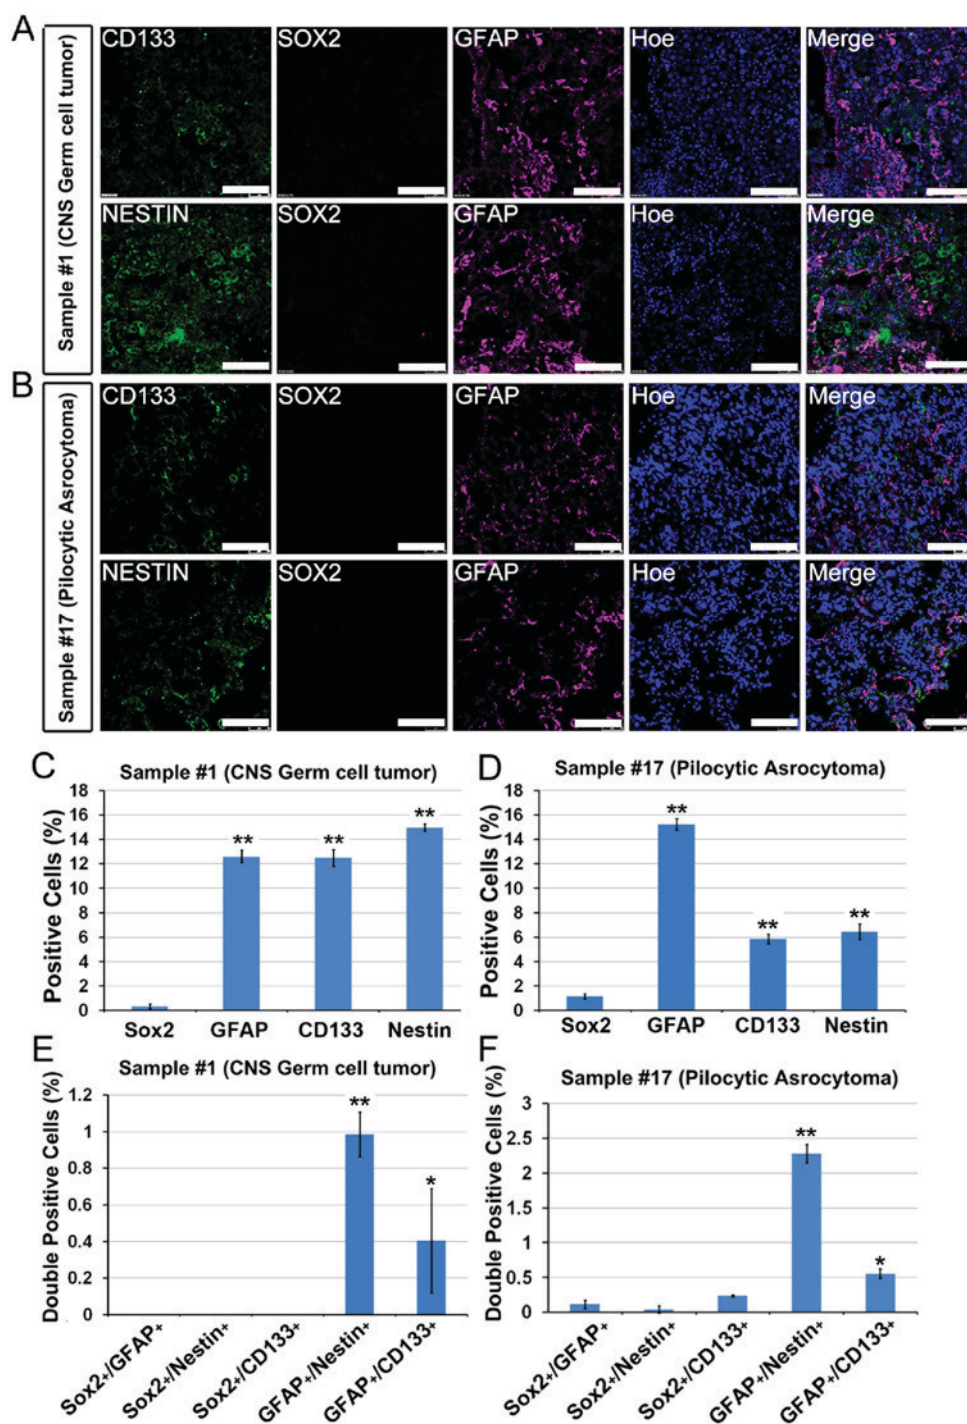 A
Sample #1 (CNS Germ cell tumor)
CD133 SOX2 GFAP Hoe Merge
NESTIN SOX2 GFAP Hoe Merge
B
Sample #17 (Pilocytic Asrocytoma)
CD133 SOX2 GFAP Hoe Merge
NESTIN SOX2 GFAP Hoe Merge
C
Sample #1 (CNS Germ cell tumor)
Positive Cells (%)
18
16
14
12
10
8
6
4
2
0
** ** **
Sox2 GFAP CD133 Nestin
D
Sample #17 (Pilocytic Asrocytoma)
Positive Cells (%)
18
16
14
12
10
8
6
4
2
0
** ** **
Sox2 GFAP CD133 Nestin
E
Sample #1 (CNS Germ cell tumor)
Double Positive Cells (%)
1.2
1
0.8
0.6
0.4
0.2
0
** *
Sox2+/GFAP+
Sox2+/Nestin+
Sox2+/CD133+
GFAP+/Nestin+
GFAP+/CD133+
F
Sample #17 (Pilocytic Asrocytoma)
Double Positive Cells (%)
3
2.5
2
1.5
1
0.5
0
** *
Sox2+/GFAP+
Sox2+/Nestin+
Sox2+/CD133+
GFAP+/Nestin+
GFAP+/CD133+